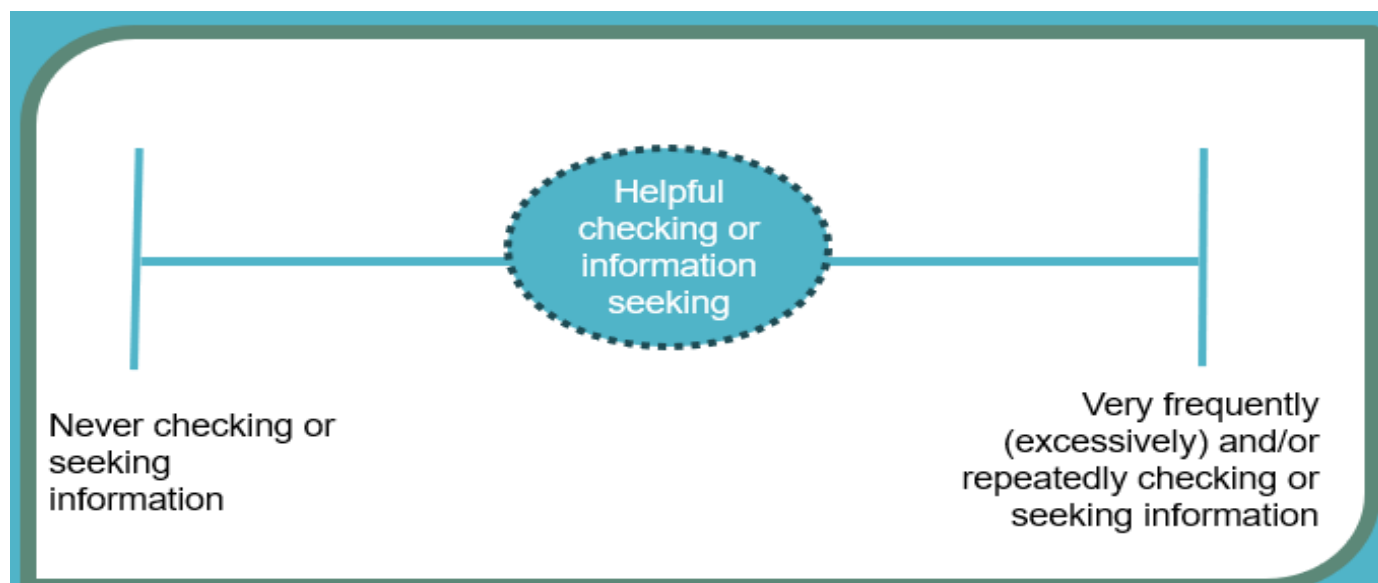 Helpful
checking or
information
seeking
Never checking or
seeking
information
Very frequently
(excessively) and/or
repeatedly checking or
seeking information